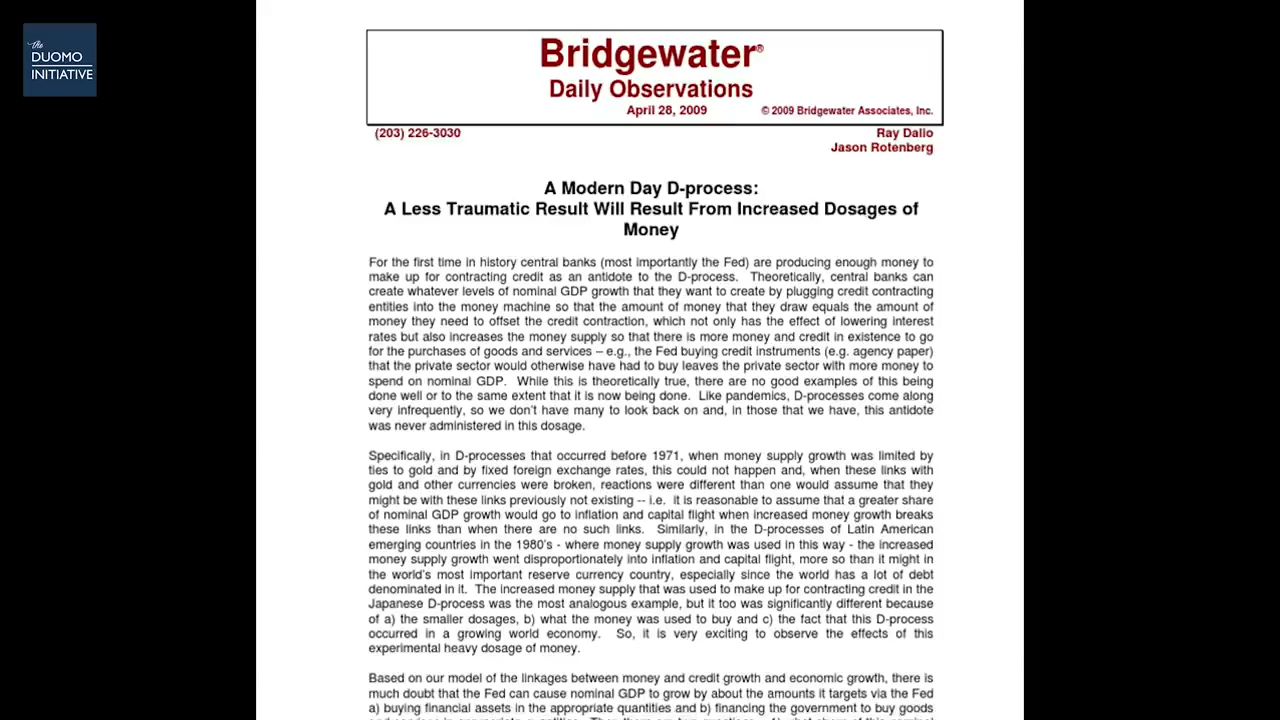 the
DUOMO
INITIATIVE
Bridgewater®
Daily Observations
April 28, 2009 © 2009 Bridgewater Associates, Inc.
(203) 226-3030 Ray Dalio
Jason Rotenberg
A Modern Day D-process:
A Less Traumatic Result Will Result From Increased Dosages of
Money
For the first time in history central banks (most importantly the Fed) are producing enough money to
make up for contracting credit as an antidote to the D-process. Theoretically, central banks can
create whatever levels of nominal GDP growth that they want to create by plugging credit contracting
entities into the money machine so that the amount of money that they draw equals the amount of
money they need to offset the credit contraction, which not only has the effect of lowering interest
rates but also increases the money supply so that there is more money and credit in existence to go
for the purchases of goods and services – e.g., the Fed buying credit instruments (e.g. agency paper)
that the private sector would otherwise have had to buy leaves the private sector with more money to
spend on nominal GDP. While this is theoretically true, there are no good examples of this being
done well or to the same extent that it is now being done. Like pandemics, D-processes come along
very infrequently, so we don't have many to look back on and, in those that we have, this antidote
was never administered in this dosage.
Specifically, in D-processes that occurred before 1971, when money supply growth was limited by
ties to gold and by fixed foreign exchange rates, this could not happen and, when these links with
gold and other currencies were broken, reactions were different than one would assume that they
might be with these links previously not existing -- i.e. it is reasonable to assume that a greater share
of nominal GDP growth would go to inflation and capital flight when increased money growth breaks
these links than when there are no such links. Similarly, in the D-processes of Latin American
emerging countries in the 1980's - where money supply growth was used in this way - the increased
money supply growth went disproportionately into inflation and capital flight, more so than it might in
the world's most important reserve currency country, especially since the world has a lot of debt
denominated in it. The increased money supply that was used to make up for contracting credit in the
Japanese D-process was the most analogous example, but it too was significantly different because
of a) the smaller dosages, b) what the money was used to buy and c) the fact that this D-process
occurred in a growing world economy. So, it is very exciting to observe the effects of this
experimental heavy dosage of money.
Based on our model of the linkages between money and credit growth and economic growth, there is
much doubt that the Fed can cause nominal GDP to grow by about the amounts it targets via the Fed
a) buying financial assets in the appropriate quantities and b) financing the government to buy goods